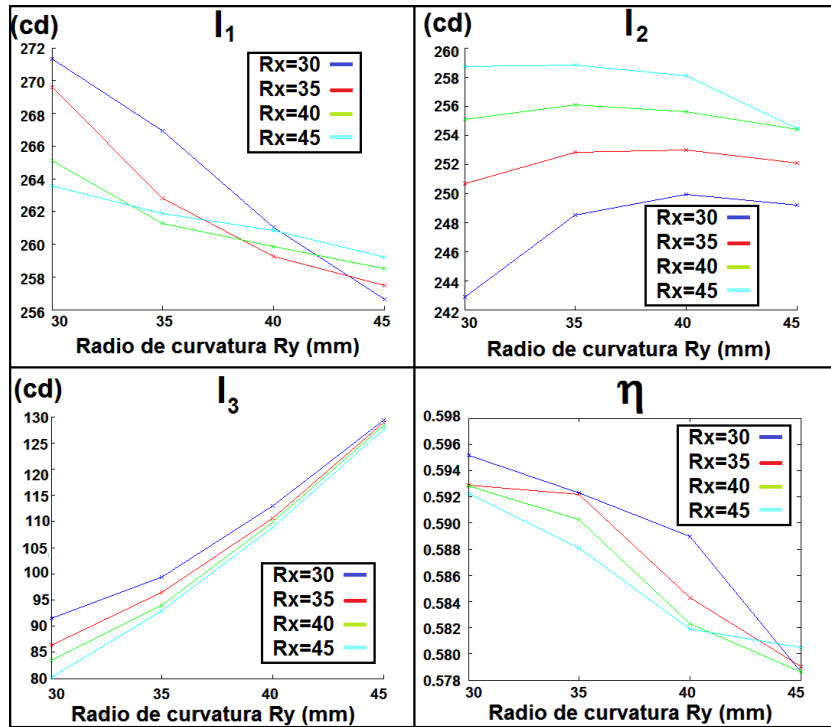 (cd)
I₁
272
270
268
266
264
262
260
258
256
30
35
40
45
Radio de curvatura Ry (mm)
Rx=30
Rx=35
Rx=40
Rx=45
(cd)
I₂
260
258
256
254
252
250
248
246
244
242
30
35
40
45
Radio de curvatura Ry (mm)
Rx=30
Rx=35
Rx=40
Rx=45
(cd)
I₃
130
125
120
115
110
105
100
95
90
85
80
30
35
40
45
Radio de curvatura Ry (mm)
Rx=30
Rx=35
Rx=40
Rx=45
η
0.598
0.596
0.594
0.592
0.590
0.588
0.586
0.584
0.582
0.580
0.578
30
35
40
45
Radio de curvatura Ry (mm)
Rx=30
Rx=35
Rx=40
Rx=45